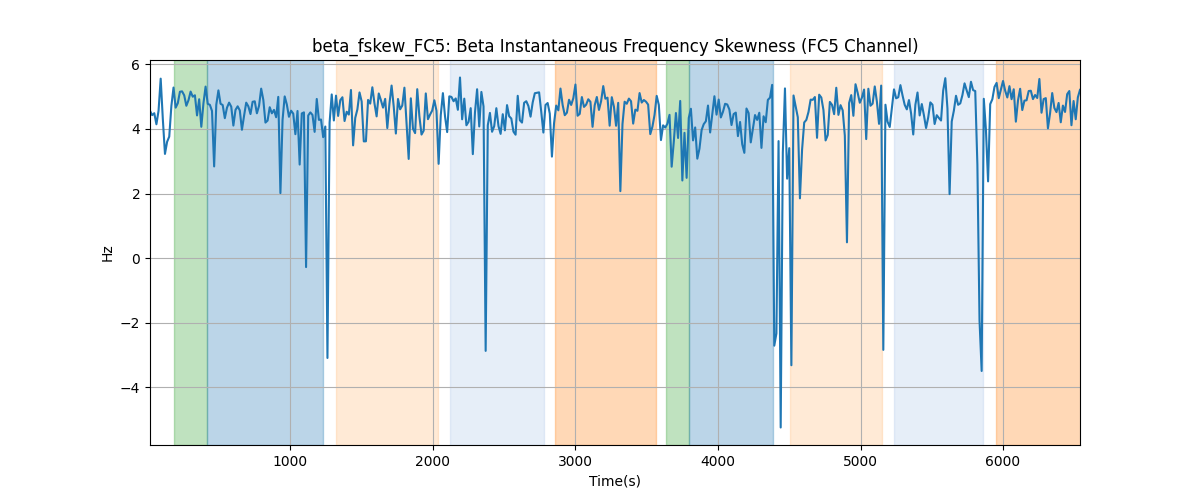 beta_fskew_FC5: Beta Instantaneous Frequency Skewness (FC5 Channel)
6
4
2
0
−2
−4
Hz
1000 2000 3000 4000 5000 6000
Time(s)